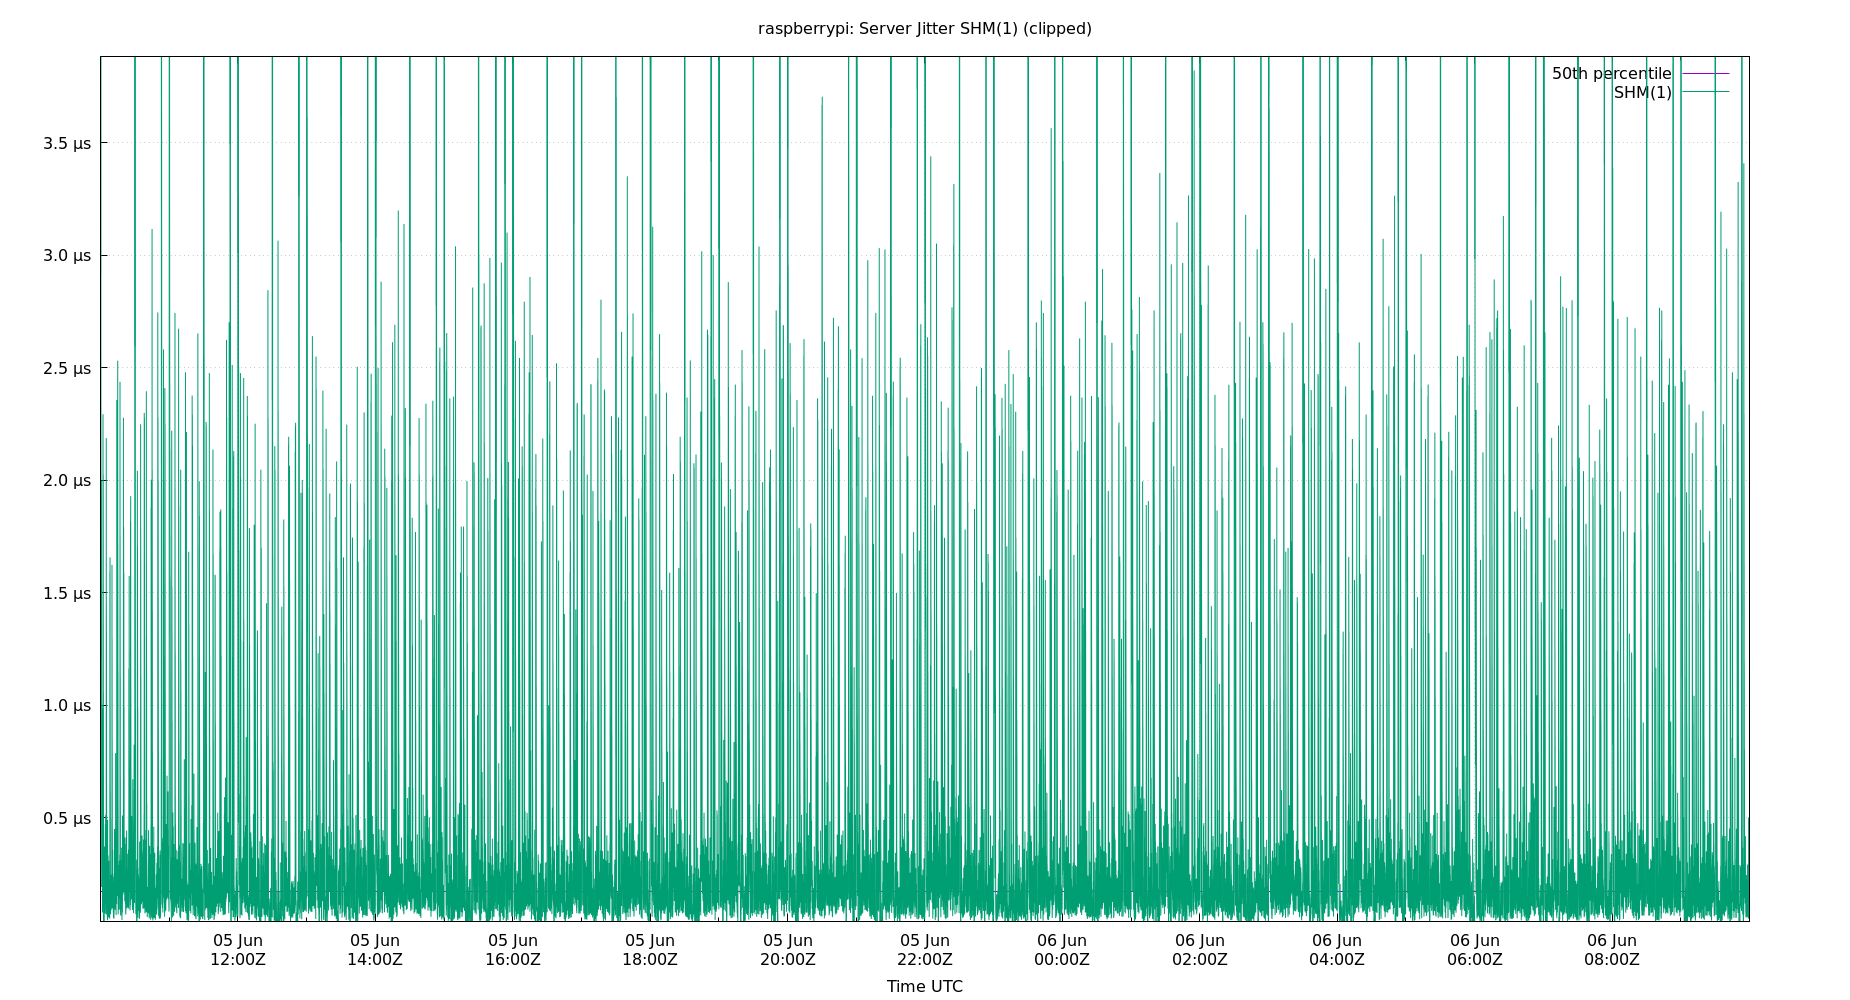 raspberrypi: Server Jitter SHM(1) (clipped)
50th percentile
SHM(1)
3.5 µs
3.0 µs
2.5 µs
2.0 µs
1.5 µs
1.0 µs
0.5 µs
05 Jun 05 Jun 05 Jun 05 Jun 05 Jun 05 Jun 06 Jun 06 Jun 06 Jun 06 Jun 06 Jun
12:00Z 14:00Z 16:00Z 18:00Z 20:00Z 22:00Z 00:00Z 02:00Z 04:00Z 06:00Z 08:00Z
Time UTC